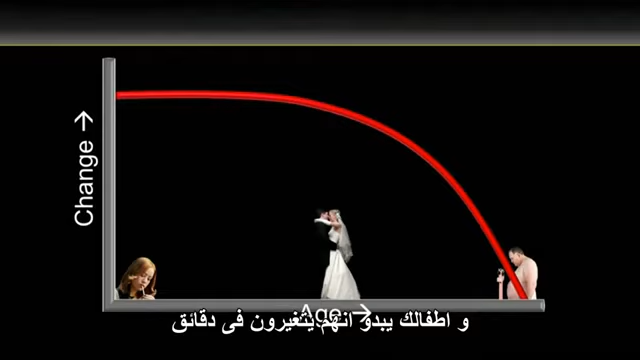 Change →
Age →
و اطفالك يبدو انهم يتغيرون فى دقائق